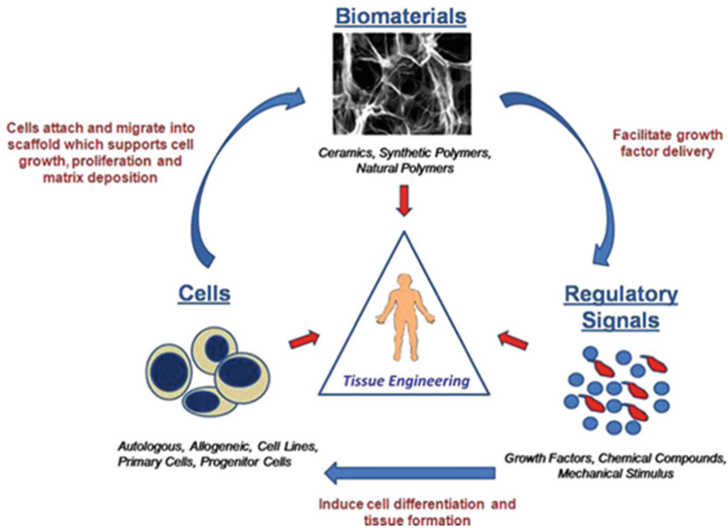 Biomaterials
Cells attach and migrate into
scaffold which supports cell
growth, proliferation and
matrix deposition
Facilitate growth
factor delivery
Ceramics, Synthetic Polymers,
Natural Polymers
Cells
Regulatory
Signals
Tissue Engineering
Autologous, Allogeneic, Cell Lines,
Primary Cells, Progenitor Cells
Growth Factors, Chemical Compounds,
Mechanical Stimulus
Induce cell differentiation and
tissue formation